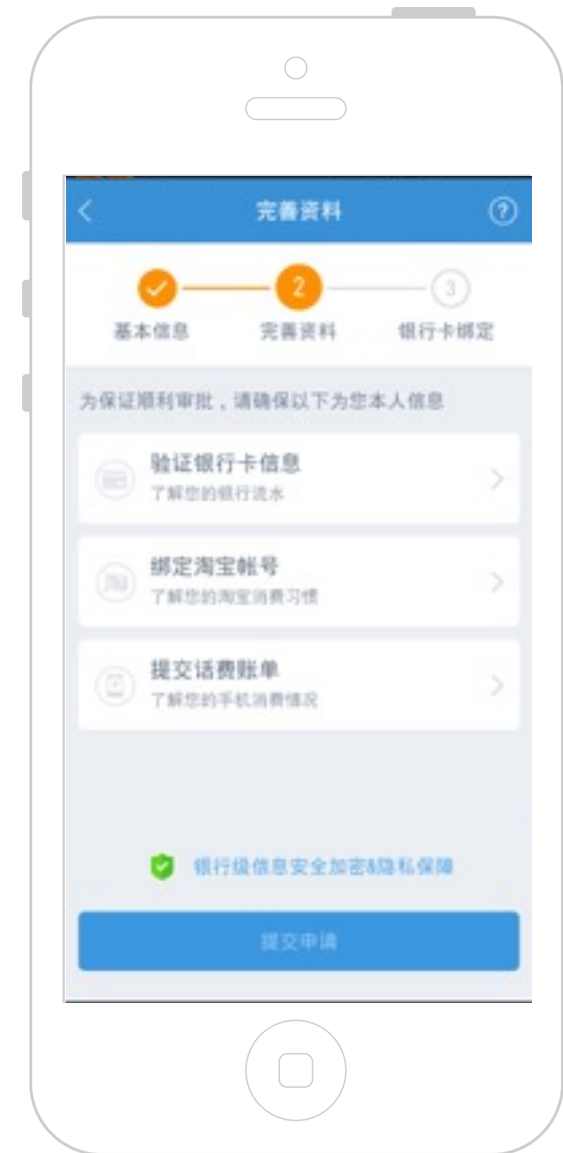 完善资料
2
3
基本信息 完善资料 银行卡绑定
为保证顺利审批，请确保以下为您本人信息
验证银行卡信息
了解您的银行流水
绑定淘宝帐号
了解您的淘宝消费习惯
提交话费账单
了解您的手机消费情况
银行级信息安全加密&隐私保障
提交申请